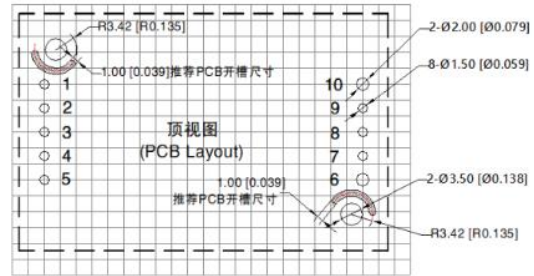 R3.42 [R0.135]
2-Ø2.00 [Ø0.079]
1.00 [0.039]推荐PCB开槽尺寸
8-Ø1.50 [Ø0.059]
1 10
2 9
3 顶视图 8
4 (PCB Layout) 7
5 6
1.00 [0.039]
推荐PCB开槽尺寸
2-Ø3.50 [Ø0.138]
R3.42 [R0.135]